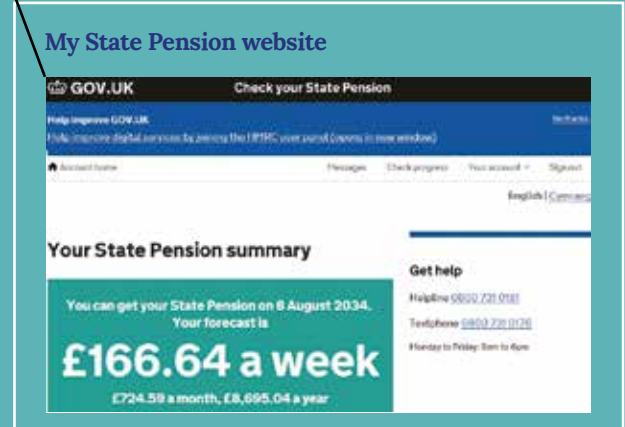 My State Pension website
GOV.UK Check your State Pension
Help improve GOV.UK No thanks
Help improve digital services by joining the HMRC user panel (opens in new window)
Account home Messages Check progress Your account Sign out
English | Cymraeg
Your State Pension summary
Get help
You can get your State Pension on 8 August 2034.
Your forecast is
Helpline 0800 731 0181
Textphone 0800 731 0176
Monday to Friday: 8am to 6pm
£166.64 a week
£724.59 a month, £8,695.04 a year